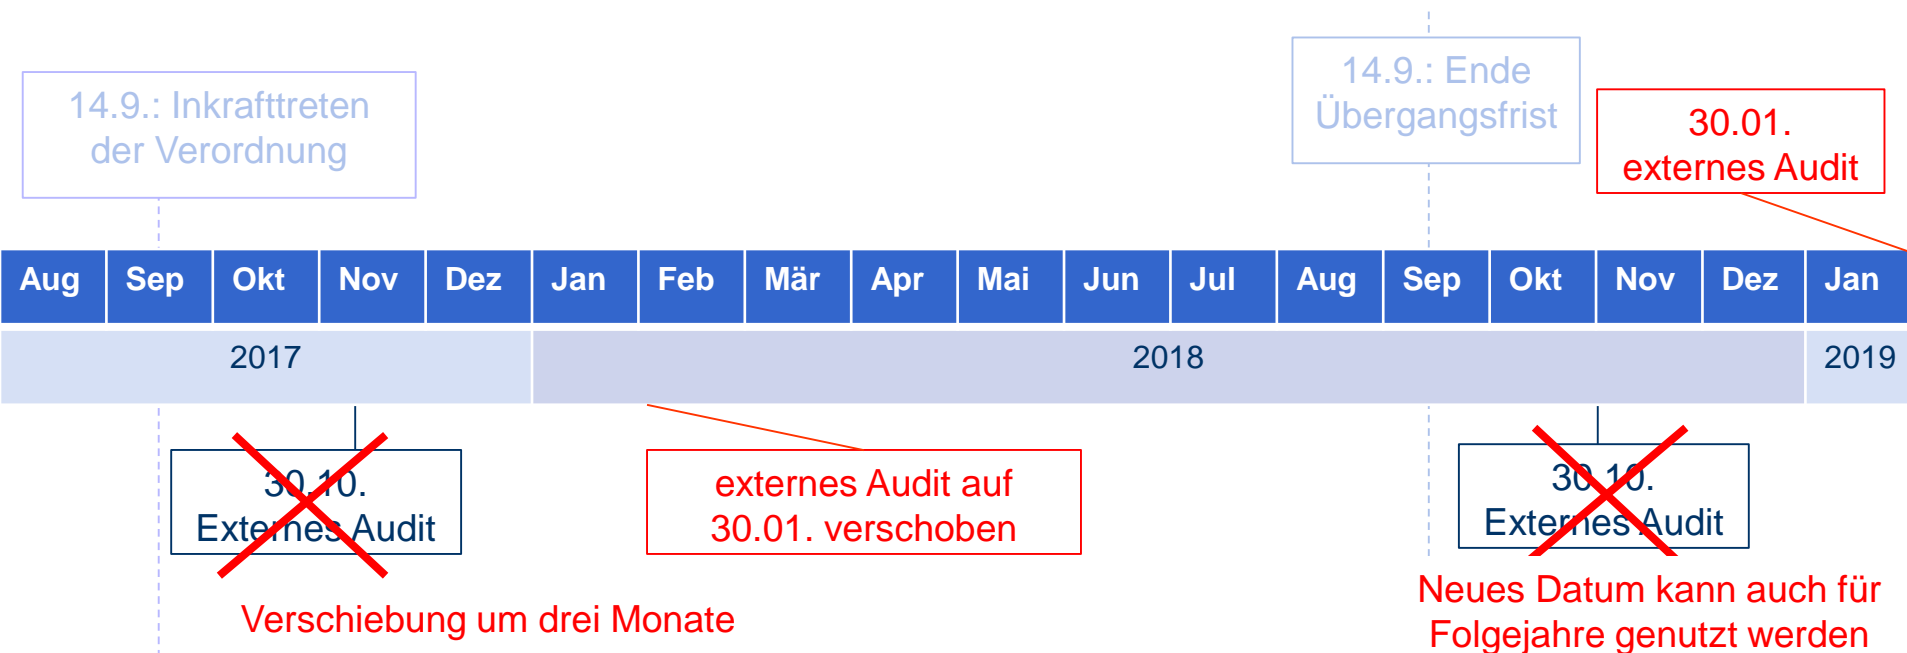 14.9.: Inkrafttreten
der Verordnung
14.9.: Ende
Übergangsfrist
30.01.
externes Audit
Aug Sep Okt Nov Dez Jan Feb Mär Apr Mai Jun Jul Aug Sep Okt Nov Dez Jan
2017 2018 2019
30.10.
Externes Audit
externes Audit auf
30.01. verschoben
30.10.
Externes Audit
Verschiebung um drei Monate
Neues Datum kann auch für
Folgejahre genutzt werden